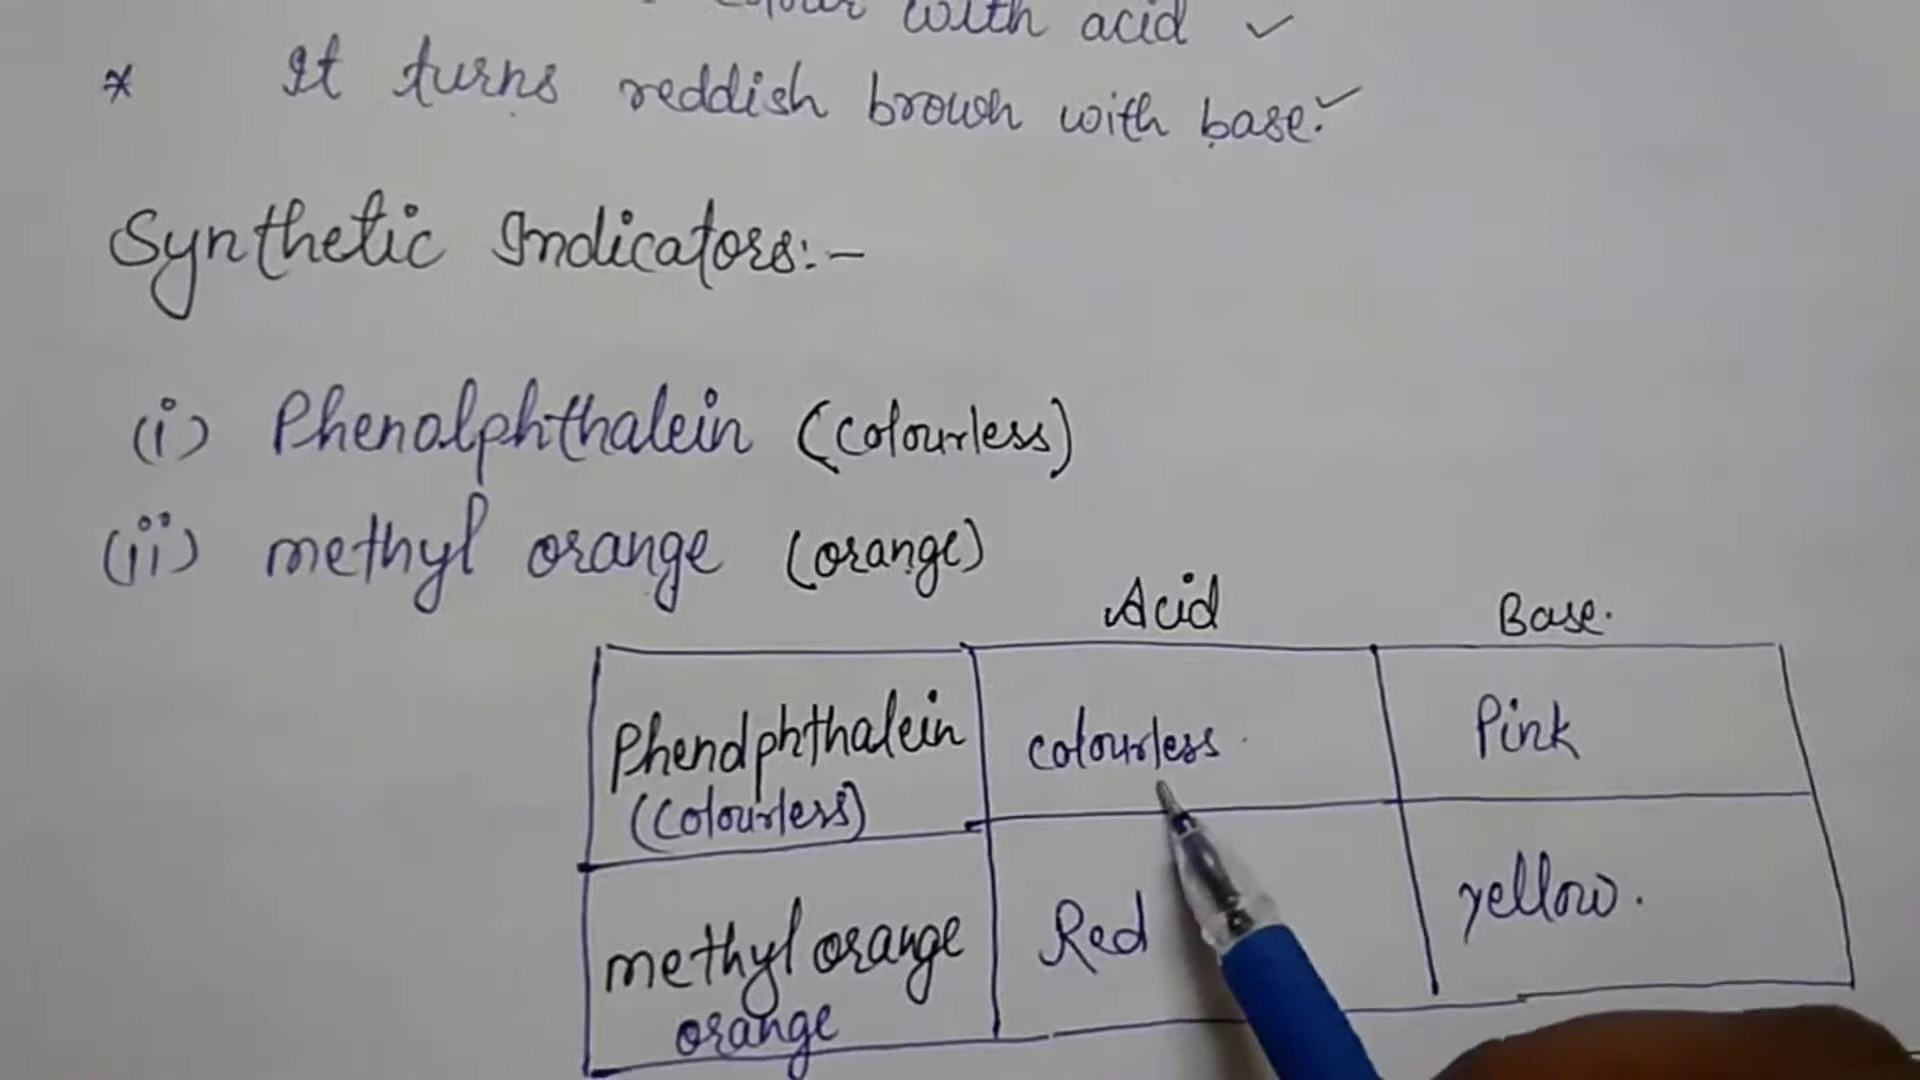 colour with acid ✓
* It turns reddish brown with base. ✓
Synthetic Indicators:-
(i) Phenolphthalein (colourless)
(ii) methyl orange (orange)
Acid Base.
Phenolphthalein colourless. Pink
(Colourless)
methyl orange Red yellow.
orange